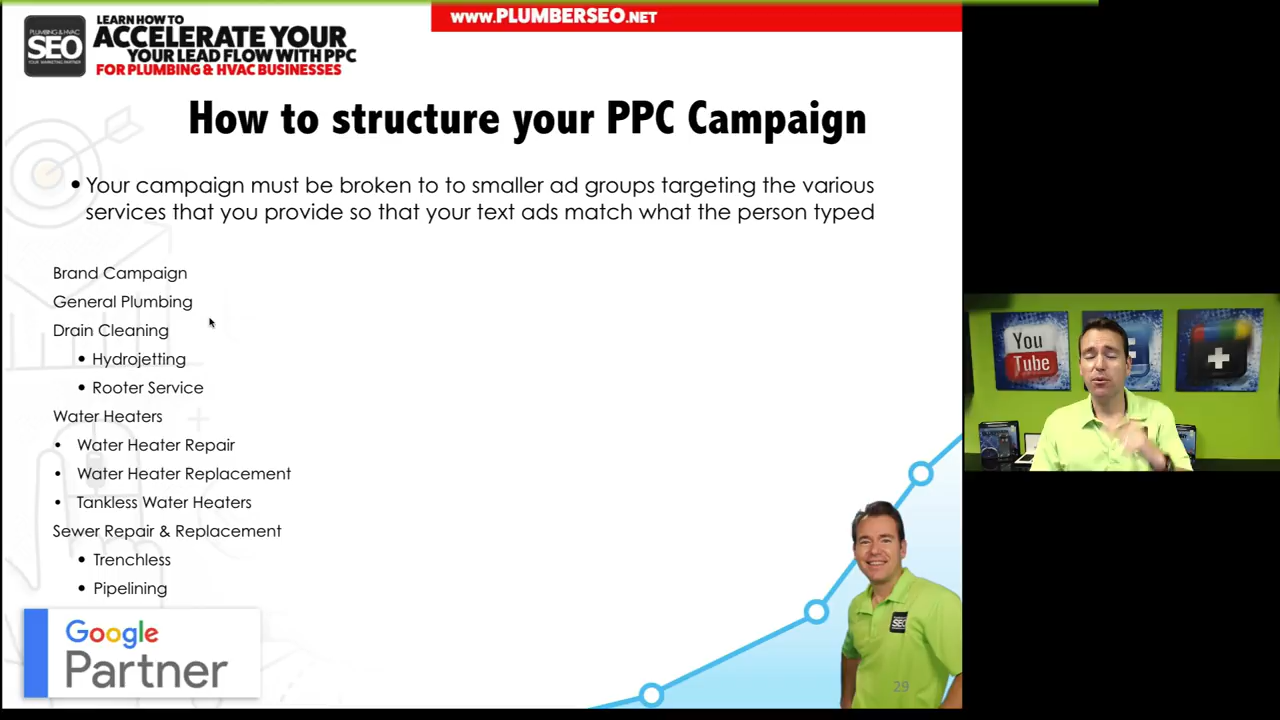 www.PLUMBERSEO.NET
PLUMBING & HVAC
SEO
YOUR MARKETING PARTNER
LEARN HOW TO
ACCELERATE YOUR
YOUR LEAD FLOW WITH PPC
FOR PLUMBING & HVAC BUSINESSES
How to structure your PPC Campaign
• Your campaign must be broken to to smaller ad groups targeting the various
services that you provide so that your text ads match what the person typed
Brand Campaign
General Plumbing
Drain Cleaning
• Hydrojetting
• Rooter Service
Water Heaters
• Water Heater Repair
• Water Heater Replacement
• Tankless Water Heaters
Sewer Repair & Replacement
• Trenchless
• Pipelining
Google
Partner
SEO
29
You
Tube